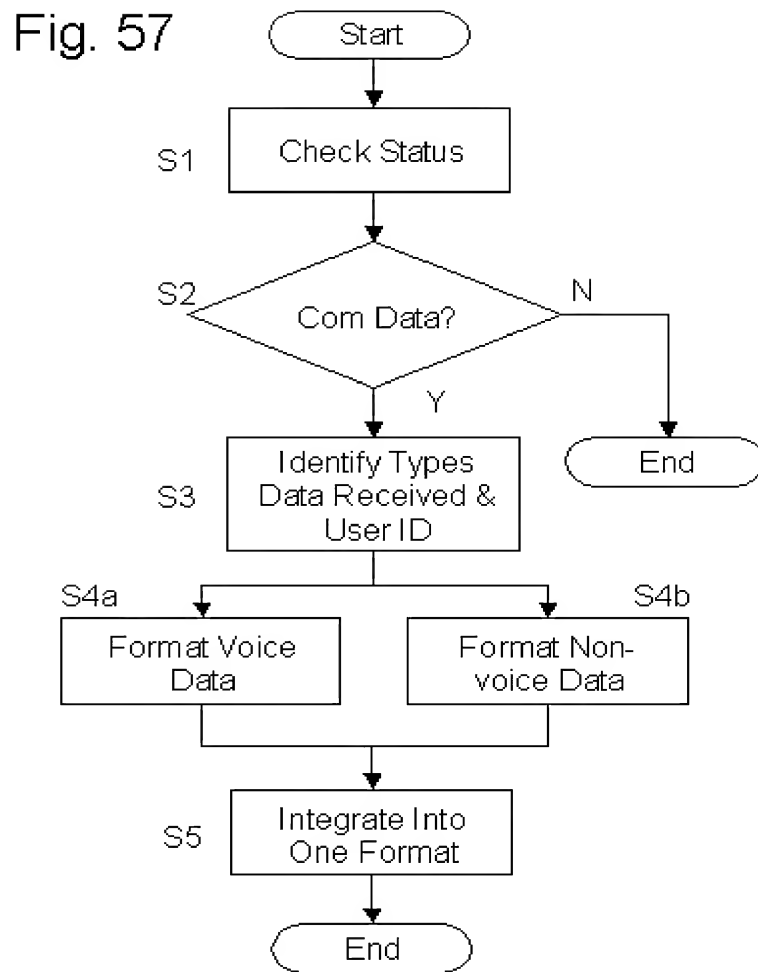 Fig. 57
Start
S1
Check Status
S2
Com Data?
N
Y
End
S3
Identify Types
Data Received &
User ID
S4a
S4b
Format Voice
Data
Format Non-
voice Data
S5
Integrate Into
One Format
End